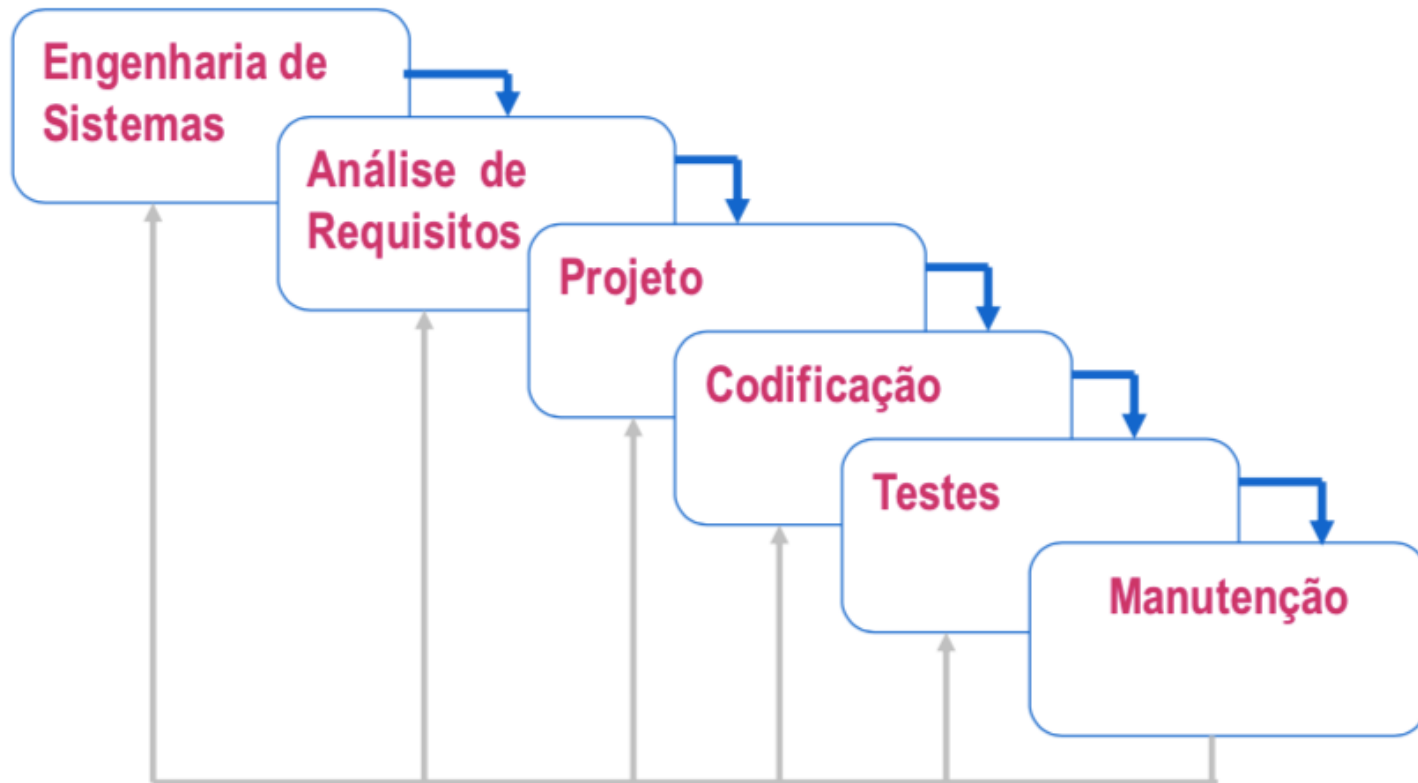 Engenharia de
Sistemas
Análise de
Requisitos
Projeto
Codificação
Testes
Manutenção